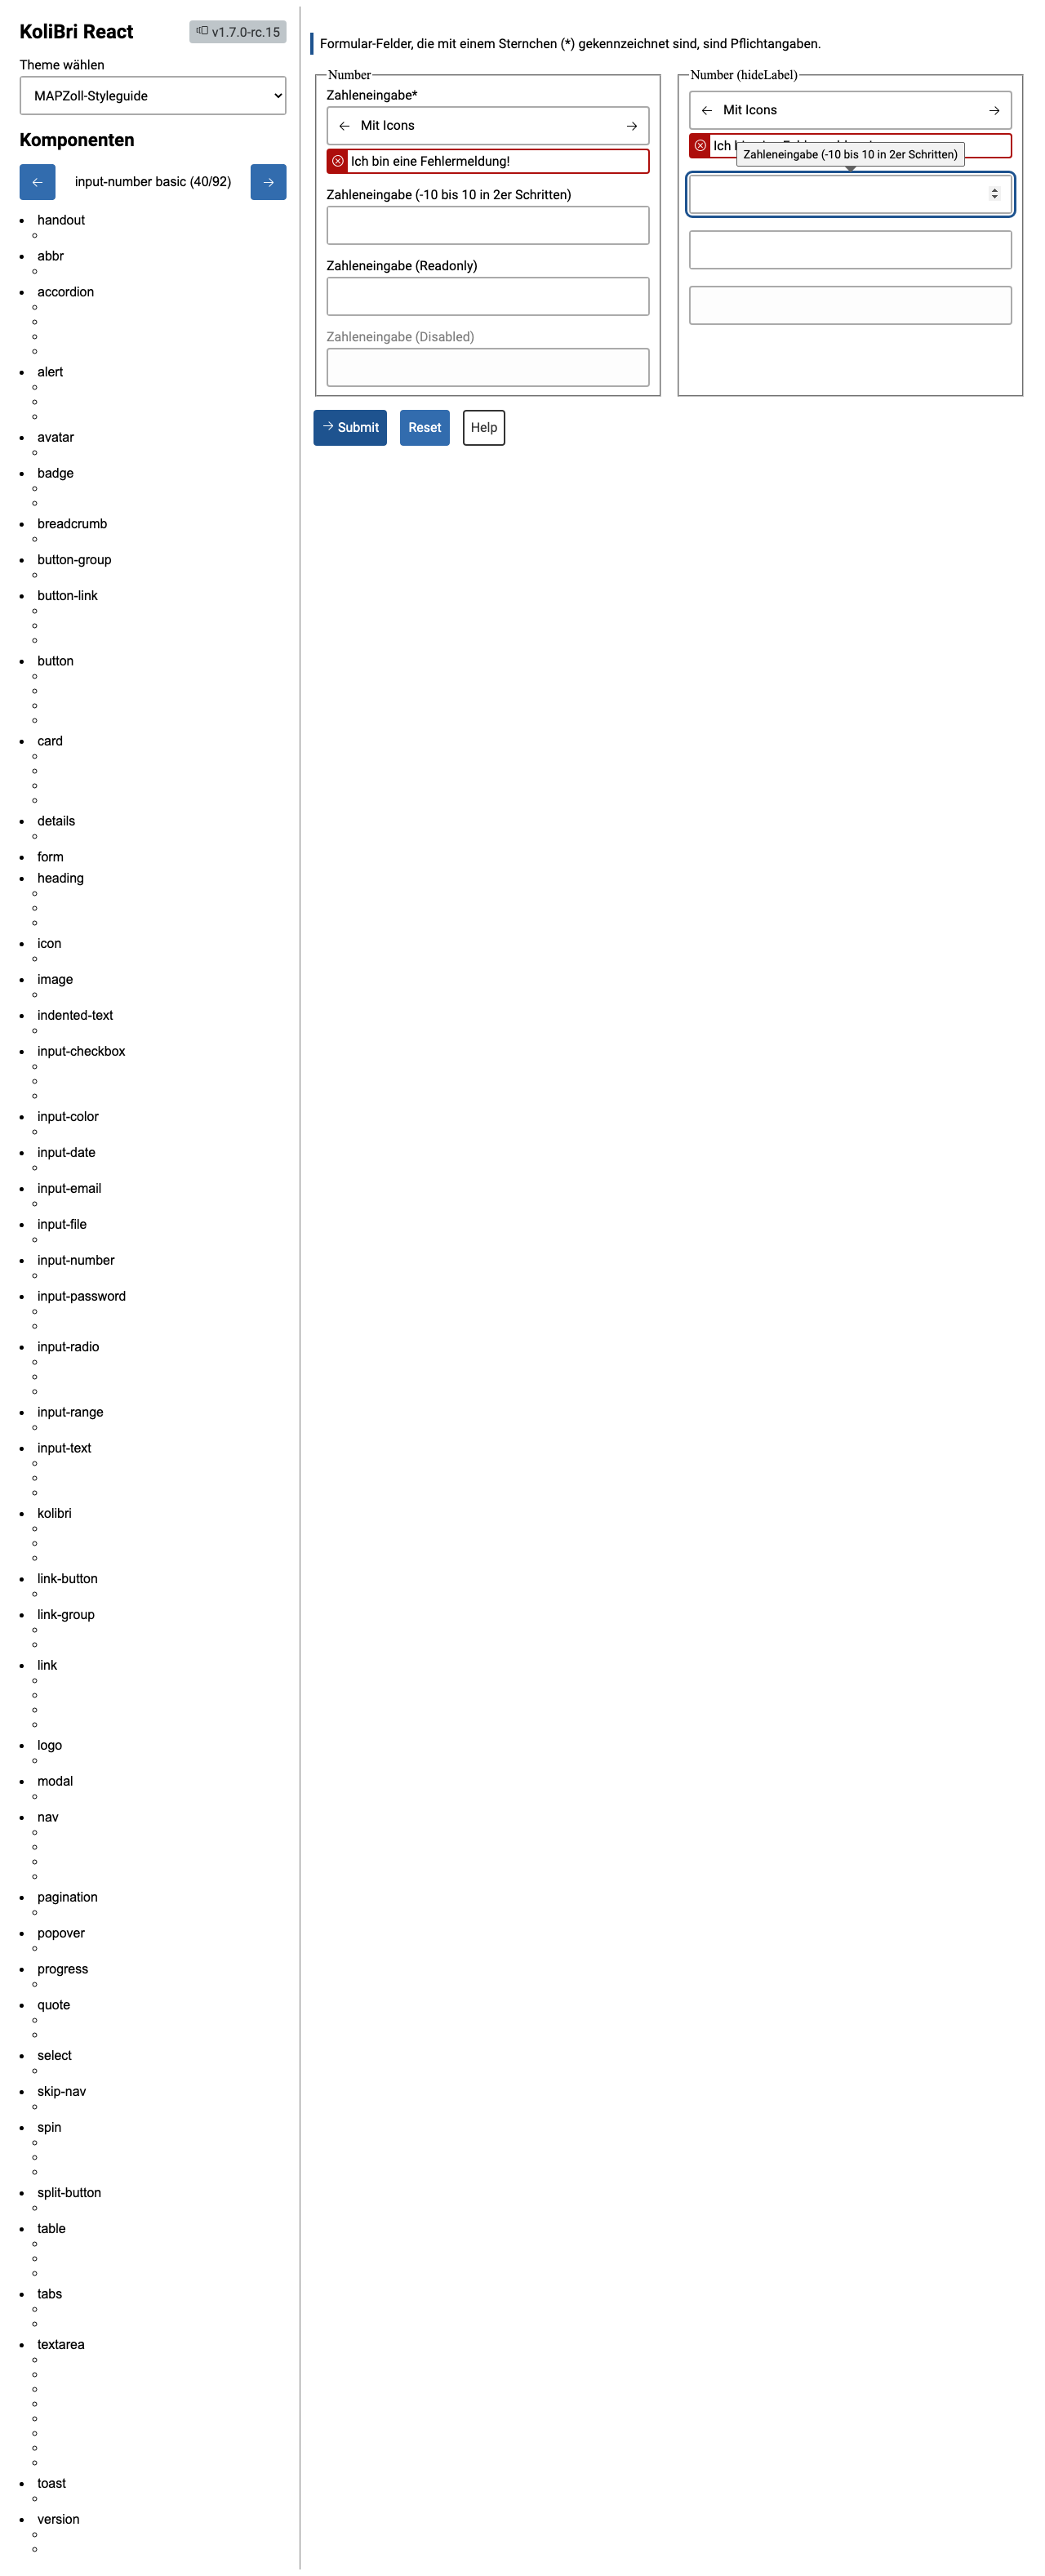 KoliBri React
v1.7.0-rc.15
Theme wählen
MAPZoll-Styleguide
Komponenten
input-number basic (40/92)
handout
abbr
accordion
alert
avatar
badge
breadcrumb
button-group
button-link
button
card
details
form
heading
icon
image
indented-text
input-checkbox
input-color
input-date
input-email
input-file
input-number
input-password
input-radio
input-range
input-text
kolibri
link-button
link-group
link
logo
modal
nav
pagination
popover
progress
quote
select
skip-nav
spin
split-button
table
tabs
textarea
toast
version
Formular-Felder, die mit einem Sternchen (*) gekennzeichnet sind, sind Pflichtangaben.
Number
Zahleneingabe*
Mit Icons
Ich bin eine Fehlermeldung!
Zahleneingabe (-10 bis 10 in 2er Schritten)
Zahleneingabe (Readonly)
Zahleneingabe (Disabled)
Number (hideLabel)
Mit Icons
Ich
Zahleneingabe (-10 bis 10 in 2er Schritten)
Submit
Reset
Help